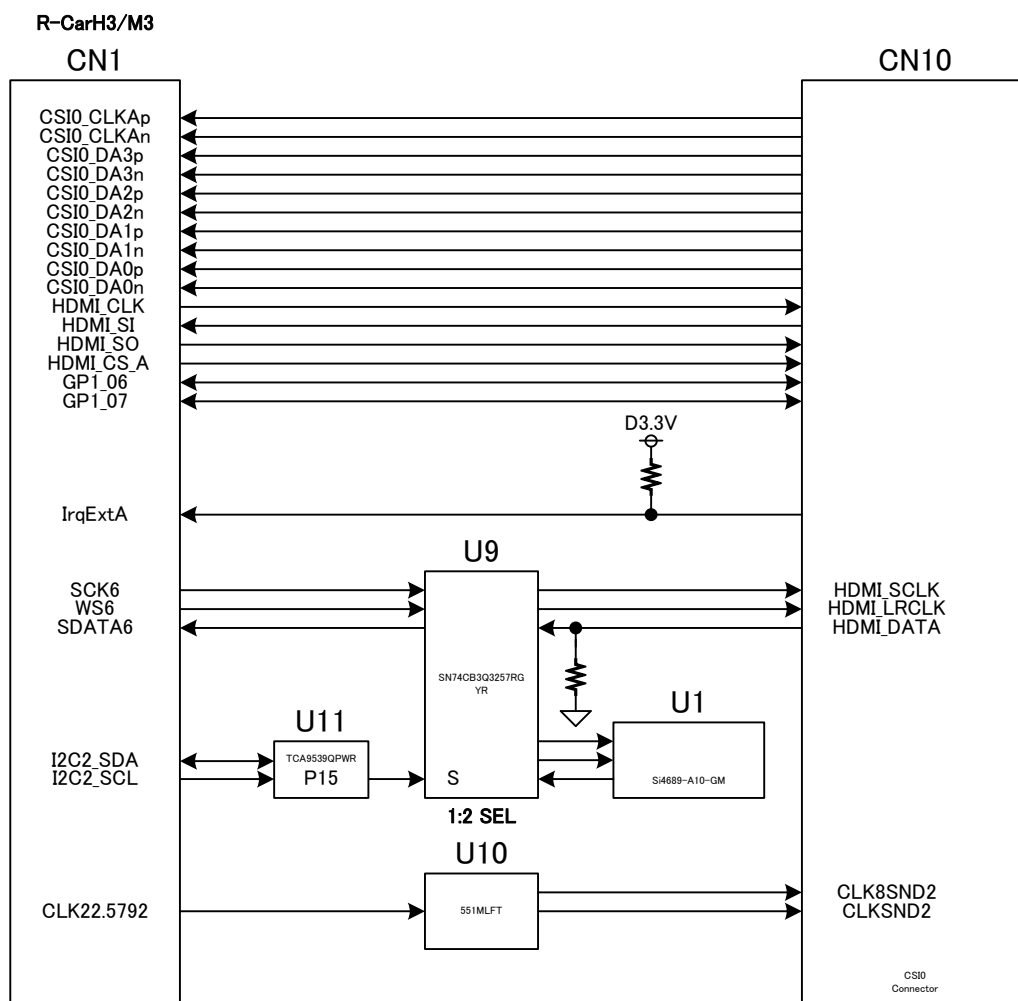 R-CarH3/M3
CN1
CN10
CSI0_CLKAp
CSI0_CLKAn
CSI0_DA3p
CSI0_DA3n
CSI0_DA2p
CSI0_DA2n
CSI0_DA1p
CSI0_DA1n
CSI0_DA0p
CSI0_DA0n
HDMI_CLK
HDMI_SI
HDMI_SO
HDMI_CS_A
GP1_06
GP1_07
D3.3V
IrqExtA
U9
SCK6
WS6
SDATA6
HDMI_SCLK
HDMI_LRCLK
HDMI_DATA
SN74CB3Q3257RG
YR
U11
U1
I2C2_SDA
I2C2_SCL
TCA9539QPWR
P15
S
Si4689-A10-GM
1:2 SEL
U10
CLK22.5792
551MLFT
CLK8SND2
CLKSND2
CSI0
Connector